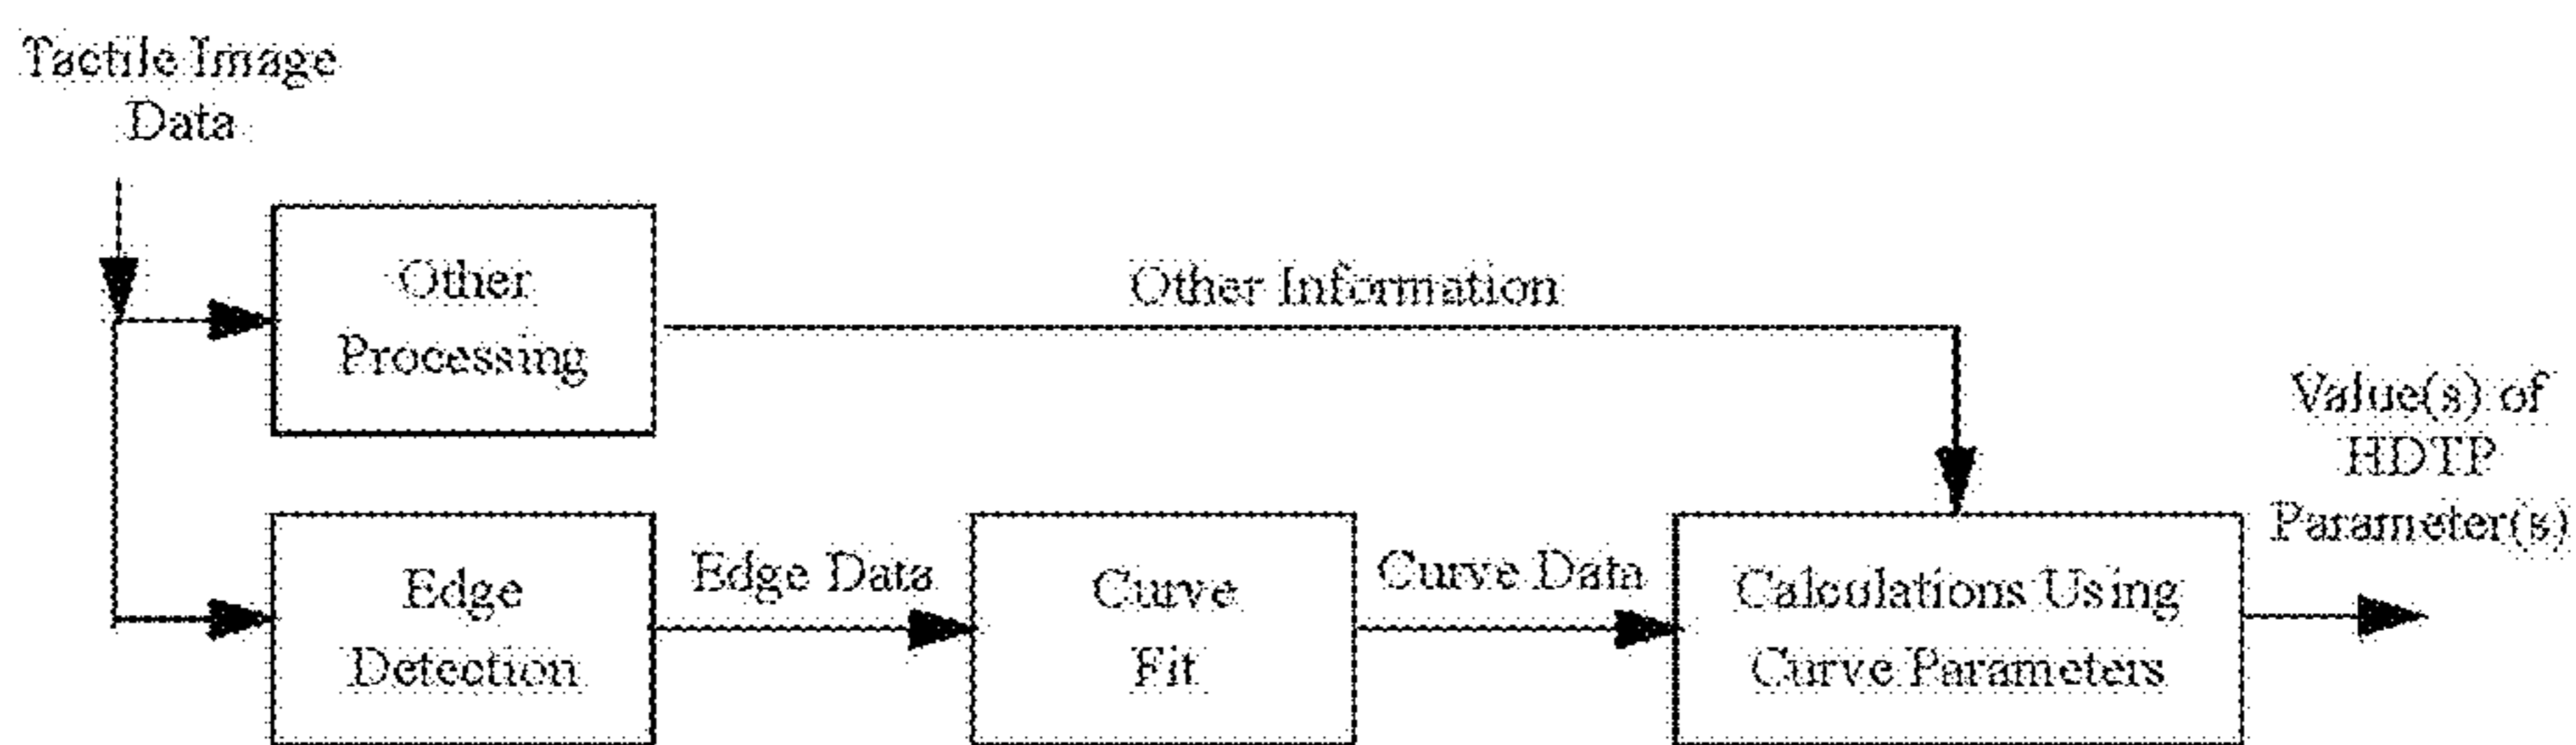 Tactile Image
Data
Other
Processing
Other Information
Value(s) of
HDTP
Parameter(s)
Edge
Detection
Edge Data
Curve
Fit
Curve Data
Calculations Using
Curve Parameters